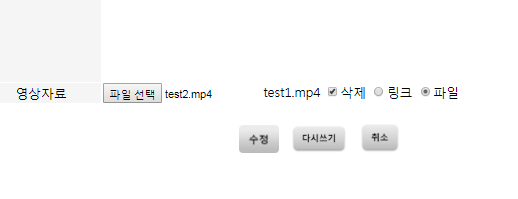 영상자료 파일 선택 test2.mp4 test1.mp4 삭제 링크 파일
수정 다시쓰기 취소